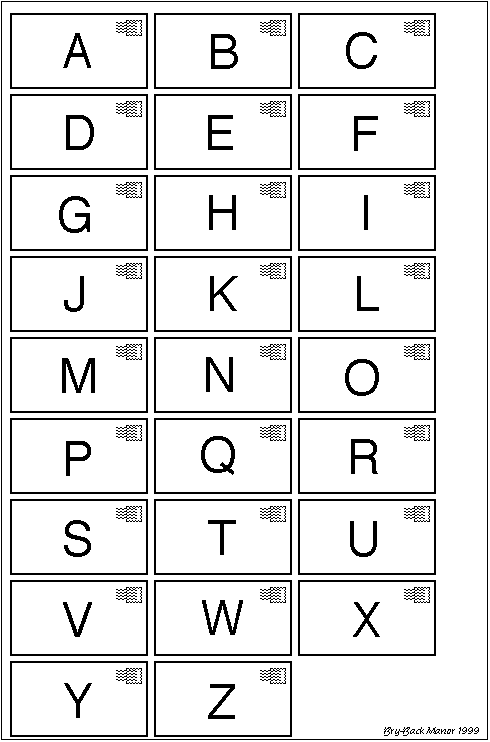 A B C
D E F
G H I
J K L
M N O
P Q R
S T U
V W X
Y Z
Bry-Back Manor 1999